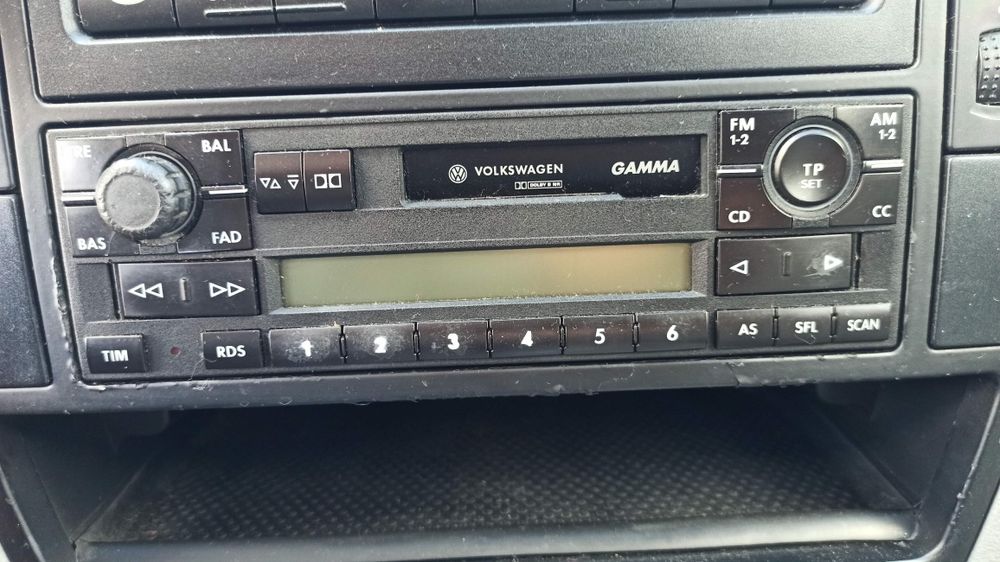 TRE
BAL
BAS
FAD
VOLKSWAGEN
GAMMA
DOLBY B NR
FM
1-2
AM
1-2
TP
SET
CD
CC
TIM
RDS
1
2
3
4
5
6
AS
SFL
SCAN